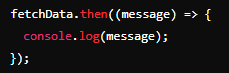 fetchData.then((message) => {
  console.log(message);
});